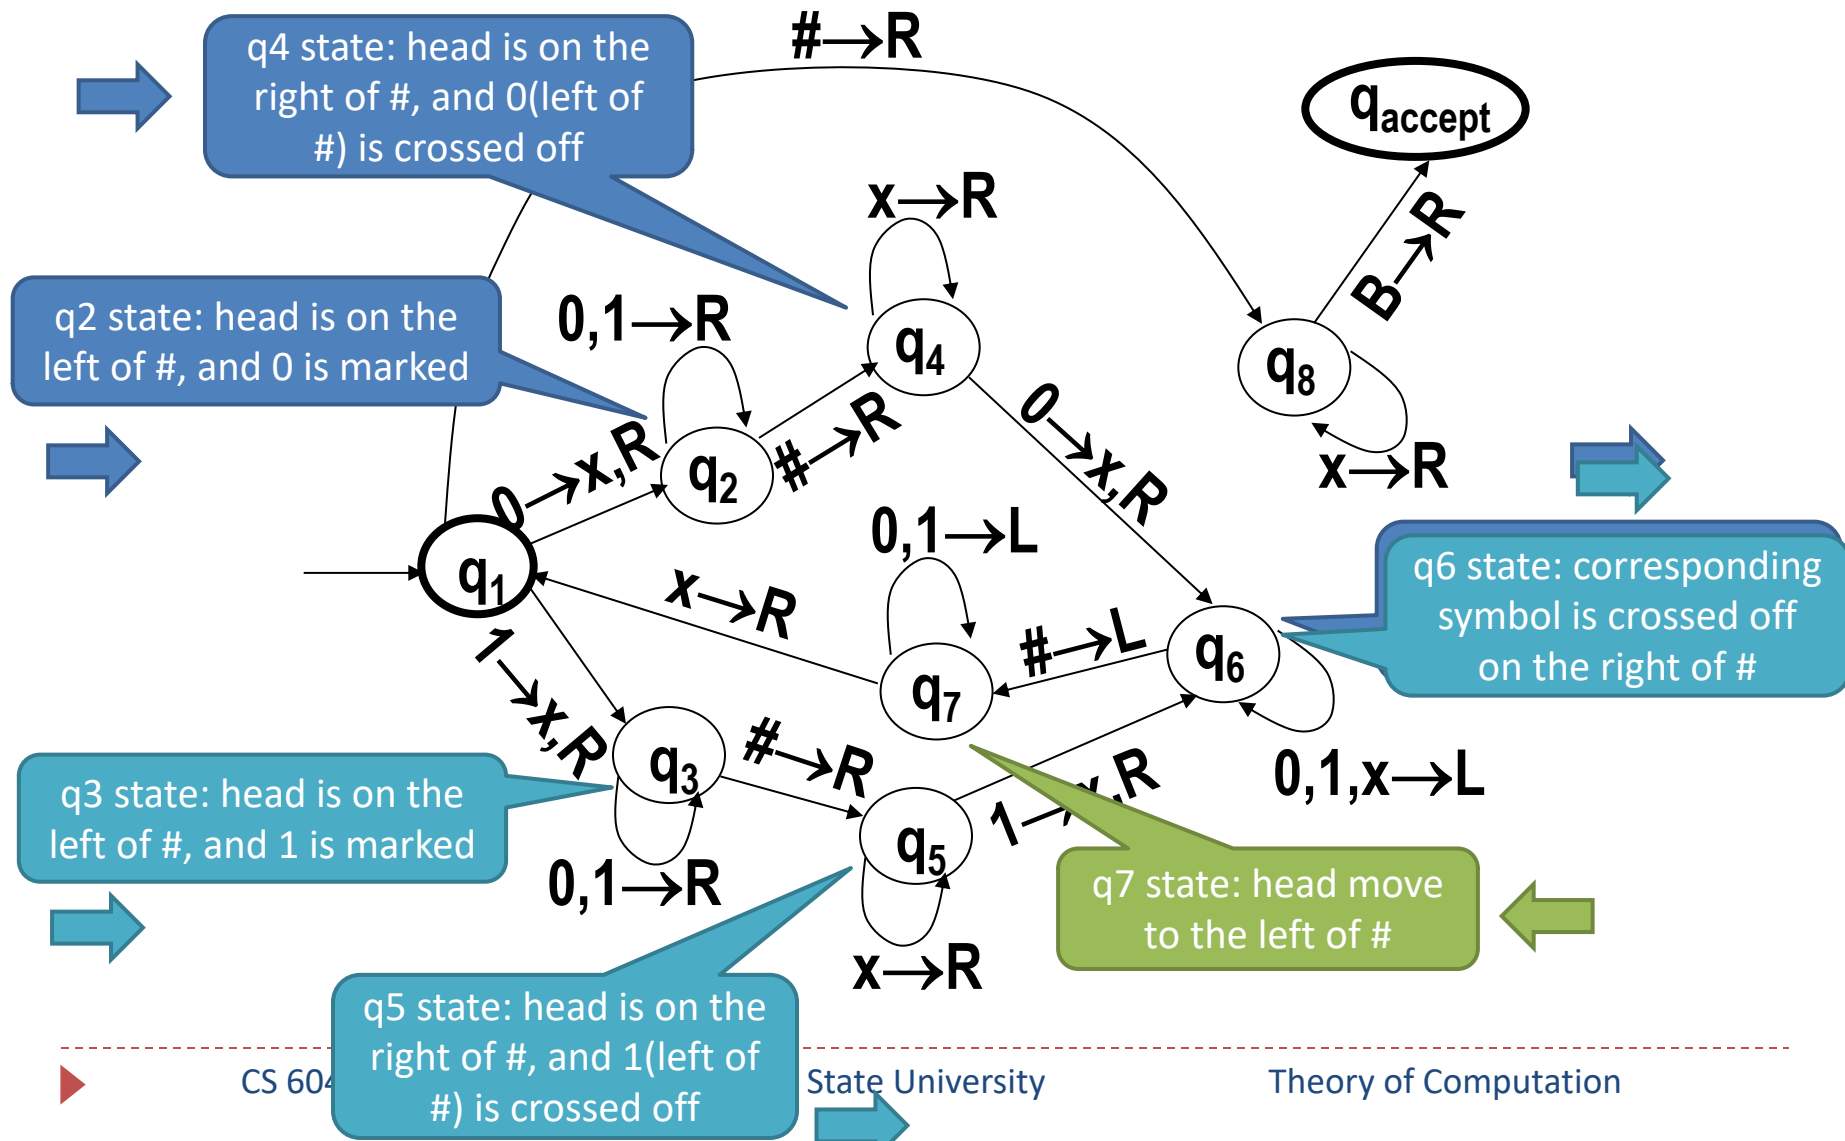 #→R
q4 state: head is on the
right of #, and 0(left of
#) is crossed off
qaccept
x→R
B→R
q2 state: head is on the
left of #, and 0 is marked
0,1→R
q4
q8
#→R
0→x,R
x→R
0→x,R
q2
0,1→L
q1
x→R
#→L
q6
q6 state: corresponding
symbol is crossed off
on the right of #
1→x,R
q7
q3
#→R
0,1,x→L
q3 state: head is on the
left of #, and 1 is marked
1→x,R
q5
0,1→R
q7 state: head move
to the left of #
x→R
q5 state: head is on the
right of #, and 1(left of
#) is crossed off
CS 604
State University
Theory of Computation